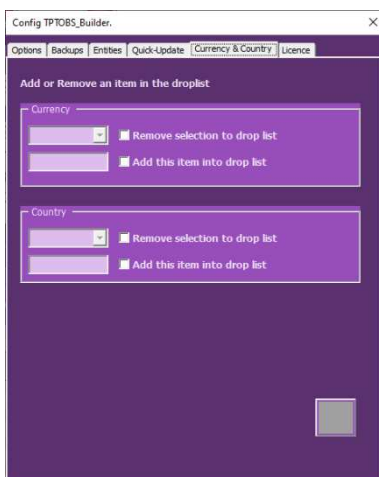 Config TPTOBS_Builder.
Options Backups Entities Quick-Update Currency & Country Licence
Add or Remove an item in the droplist
Currency
Remove selection to drop list
Add this item into drop list
Country
Remove selection to drop list
Add this item into drop list